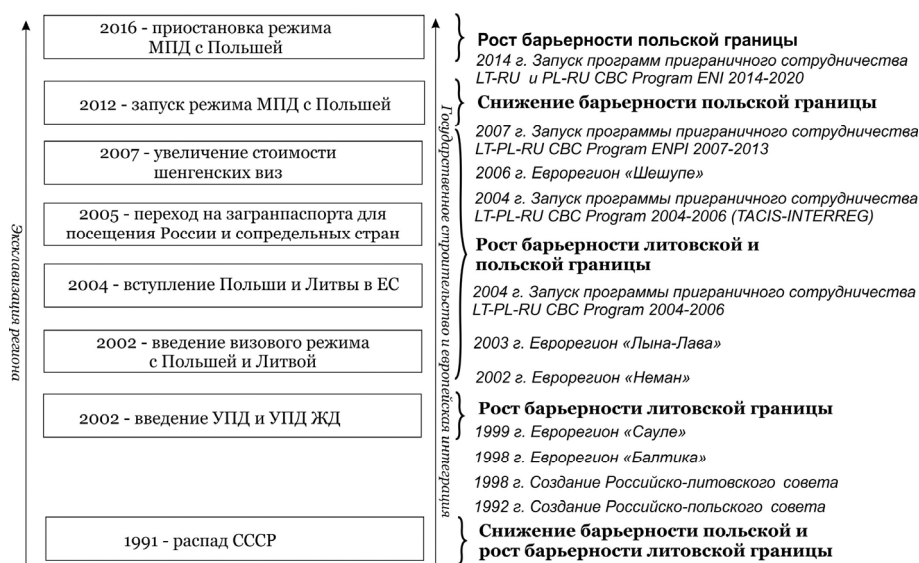 2016 - приостановка режима
МПД с Польшей
2012 - запуск режима МПД с Польшей
2007 - увеличение стоимости
шенгенских виз
2005 - переход на загранпаспорта для
посещения России и сопредельных стран
2004 - вступление Польши и Литвы в ЕС
2002 - введение визового режима
с Польшей и Литвой
2002 - введение УПД и УПД ЖД
1991 - распад СССР
Эксклавизация региона
Государственное строительство и европейская интеграция
Рост барьерности польской границы
2014 г. Запуск программ приграничного сотрудничества
LT-RU и PL-RU CBC Program ENI 2014-2020
Снижение барьерности польской границы
2007 г. Запуск программы приграничного сотрудничества
LT-PL-RU CBC Program ENPI 2007-2013
2006 г. Еврорегион «Шешупе»
2004 г. Запуск программы приграничного сотрудничества
LT-PL-RU CBC Program 2004-2006 (TACIS-INTERREG)
Рост барьерности литовской и
польской границы
2004 г. Запуск программы приграничного сотрудничества
LT-PL-RU CBC Program 2004-2006
2003 г. Еврорегион «Лына-Лава»
2002 г. Еврорегион «Неман»
Рост барьерности литовской границы
1999 г. Еврорегион «Сауле»
1998 г. Еврорегион «Балтика»
1998 г. Создание Российско-литовского совета
1992 г. Создание Российско-польского совета
Снижение барьерности польской и
рост барьерности литовской границы